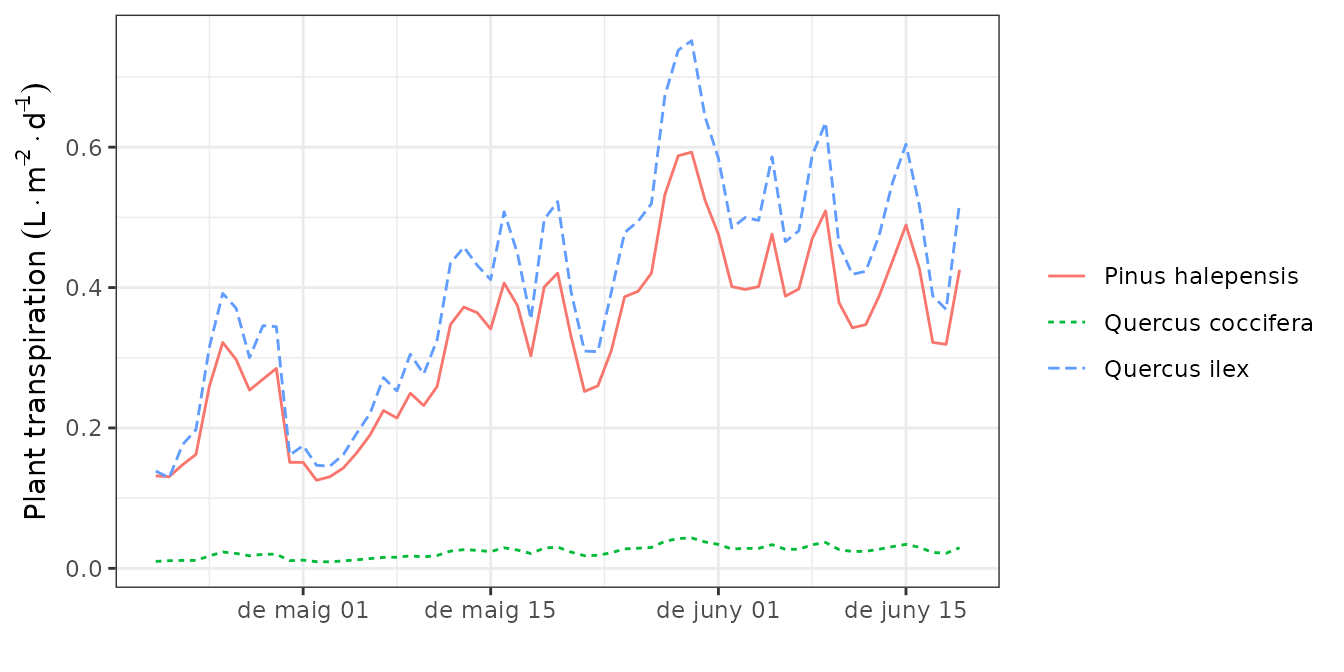 Plant transpiration (L · m⁻² · d⁻¹)
0.6
0.4
0.2
0.0
de maig 01
de maig 15
de juny 01
de juny 15
Pinus halepensis
Quercus coccifera
Quercus ilex